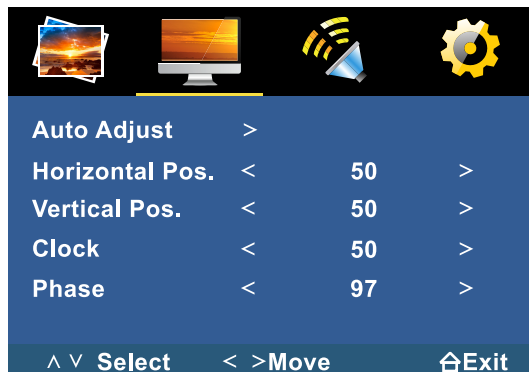 Auto Adjust >
Horizontal Pos. < 50 >
Vertical Pos. < 50 >
Clock < 50 >
Phase < 97 >
∧ ∨ Select < >Move Exit